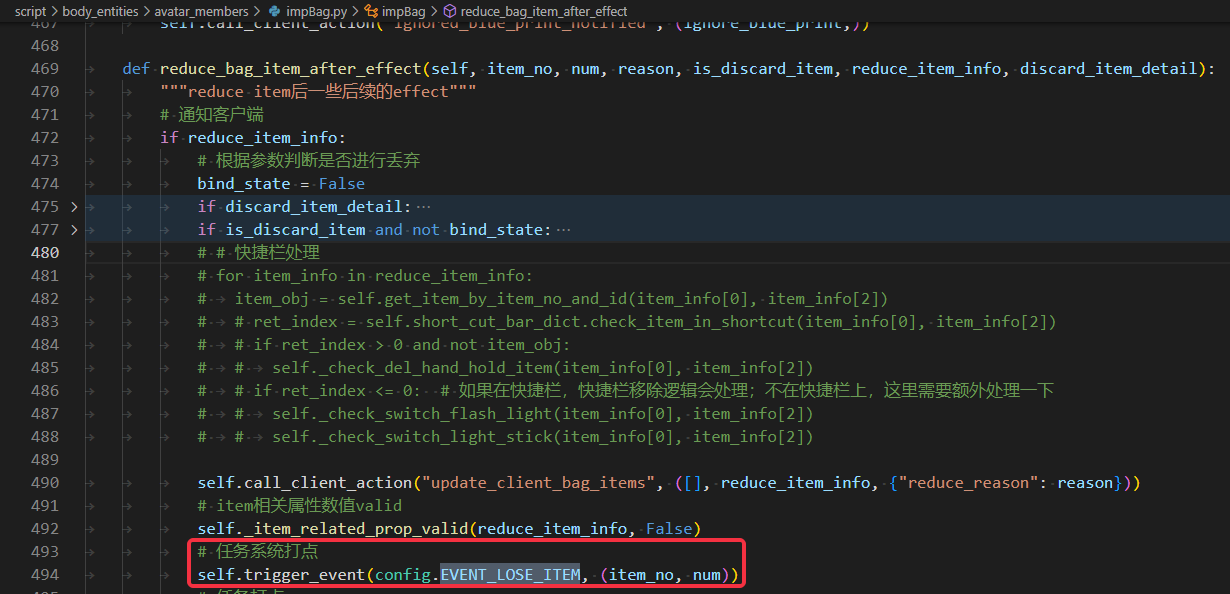 script > body_entities > avatar_members > impBag.py > impBag > reduce_bag_item_after_effect
467 self.call_client_action("ignored_blue_print_notified", (ignore_blue_print,))
468
469 def reduce_bag_item_after_effect(self, item_no, num, reason, is_discard_item, reduce_item_info, discard_item_detail):
470 """reduce item后一些后续的effect"""
471 # 通知客户端
472 if reduce_item_info:
473 # 根据参数判断是否进行丢弃
474 bind_state = False
475 if discard_item_detail:…
477 if is_discard_item and not bind_state:…
480 # # 快捷栏处理
481 # for item_info in reduce_item_info:
482 # item_obj = self.get_item_by_item_no_and_id(item_info[0], item_info[2])
483 # # ret_index = self.short_cut_bar_dict.check_item_in_shortcut(item_info[0], item_info[2])
484 # # if ret_index > 0 and not item_obj:
485 # # self._check_del_hand_hold_item(item_info[0], item_info[2])
486 # # if ret_index <= 0: # 如果在快捷栏，快捷栏移除逻辑会处理；不在快捷栏上，这里需要额外处理一下
487 # # self._check_switch_flash_light(item_info[0], item_info[2])
488 # # self._check_switch_light_stick(item_info[0], item_info[2])
489
490 self.call_client_action("update_client_bag_items", ([], reduce_item_info, {"reduce_reason": reason}))
491 # item相关属性数值valid
492 self._item_related_prop_valid(reduce_item_info, False)
493 # 任务系统打点
494 self.trigger_event(config.EVENT_LOSE_ITEM, (item_no, num))